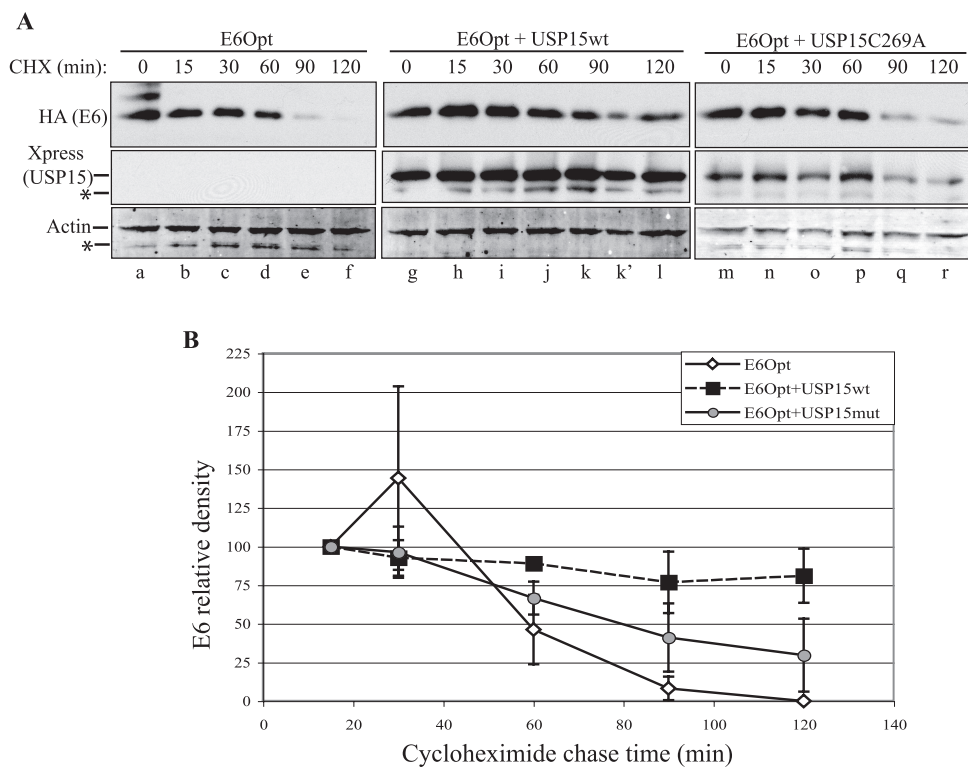 A
E6Opt
E6Opt + USP15wt
E6Opt + USP15C269A
CHX (min): 0 15 30 60 90 120 0 15 30 60 90 120 0 15 30 60 90 120
HA (E6)
Xpress
(USP15)
*
Actin
*
a b c d e f g h i j k k’ l m n o p q r
B
225
200
175
150
125
100
75
50
25
0
E6 relative density
E6Opt
E6Opt+USP15wt
E6Opt+USP15mut
0 20 40 60 80 100 120 140
Cycloheximide chase time (min)